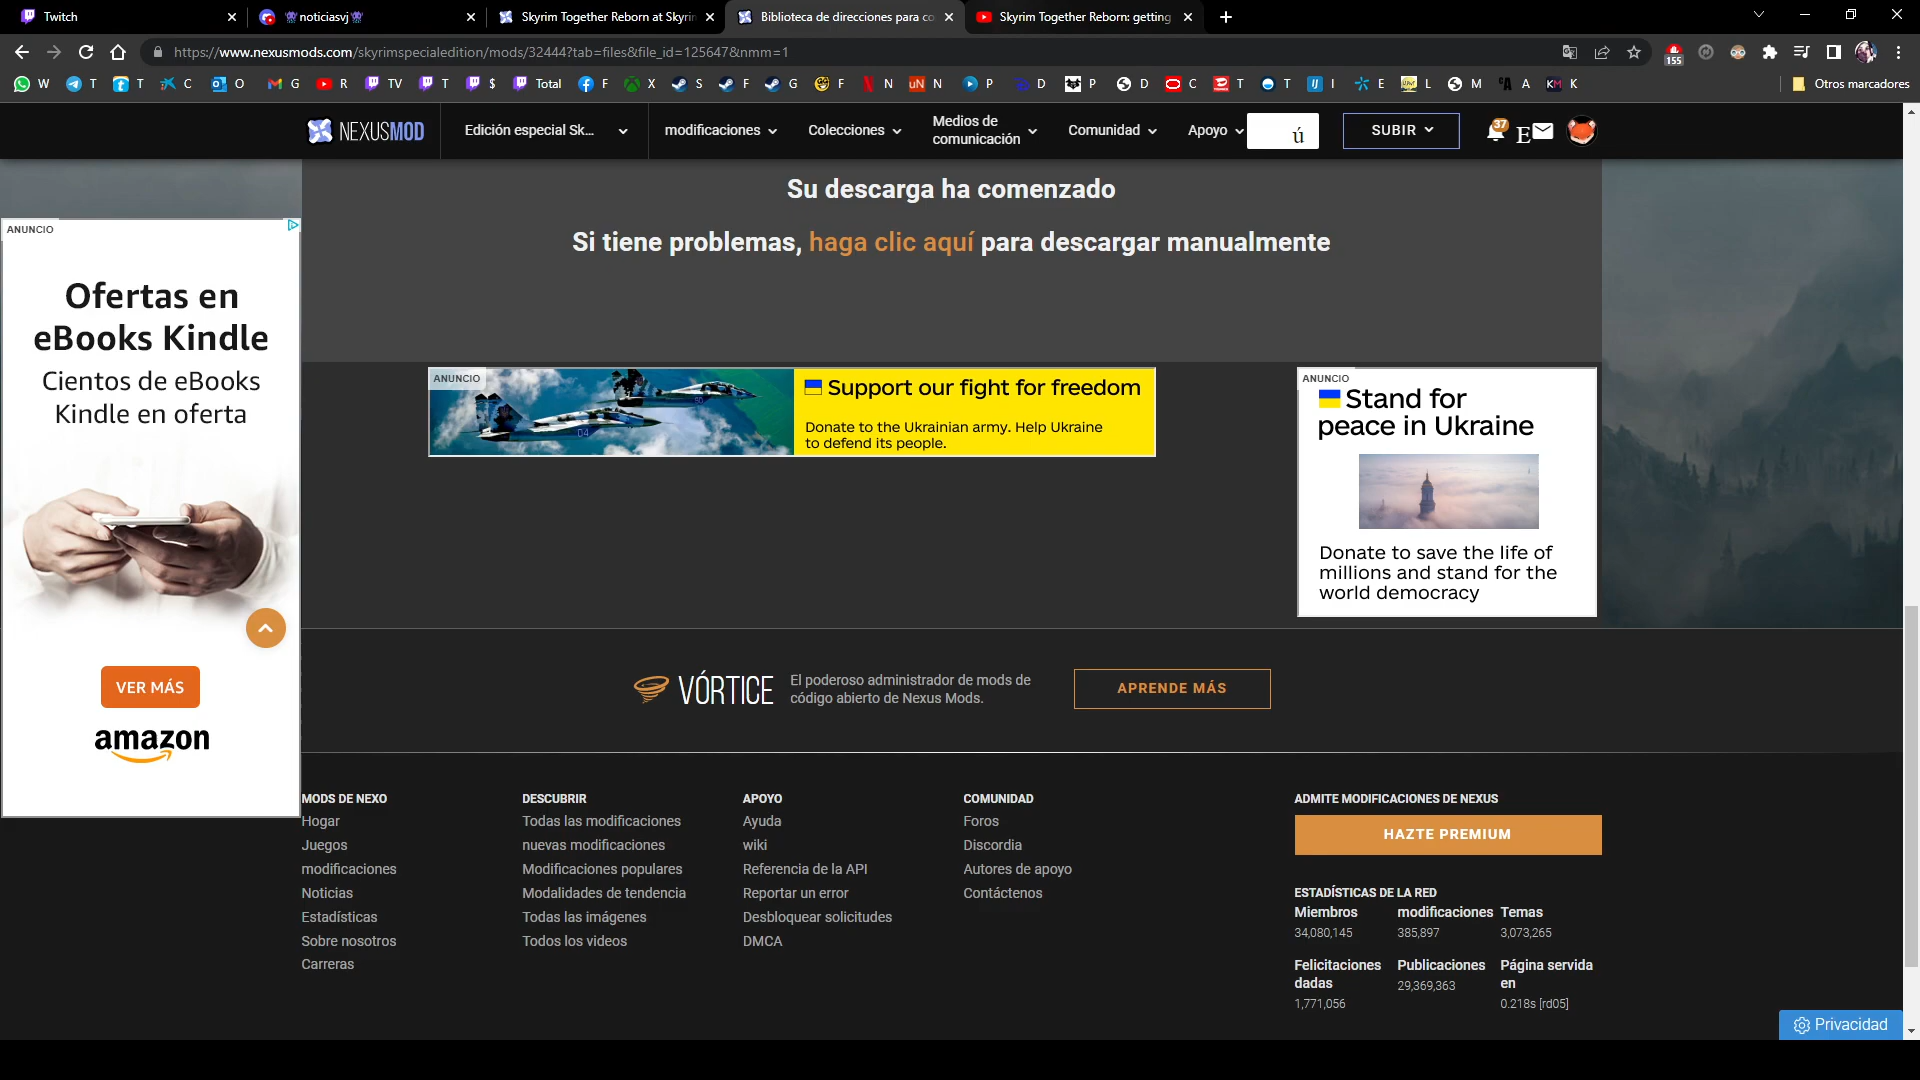 Twitch
noticiasvj
Skyrim Together Reborn at Skyrin
Biblioteca de direcciones para co
Skyrim Together Reborn: getting
https://www.nexusmods.com/skyrimspecialedition/mods/32444?tab=files&file_id=125647&nmm=1
155
W T T C O G R TV T $ Total F X S F G F N N P D P D C T T I E L M A K
Otros marcadores
NEXUSMOD
Edición especial Sk...
modificaciones
Colecciones
Medios de
comunicación
Comunidad
Apoyo
ú
SUBIR
37
E
Su descarga ha comenzado
Si tiene problemas, haga clic aquí para descargar manualmente
ANUNCIO
Ofertas en
eBooks Kindle
Cientos de eBooks
Kindle en oferta
VER MÁS
amazon
ANUNCIO
Support our fight for freedom
Donate to the Ukrainian army. Help Ukraine
to defend its people.
ANUNCIO
Stand for
peace in Ukraine
Donate to save the life of
millions and stand for the
world democracy
VÓRTICE
El poderoso administrador de mods de
código abierto de Nexus Mods.
APRENDE MÁS
MODS DE NEXO
Hogar
Juegos
modificaciones
Noticias
Estadísticas
Sobre nosotros
Carreras
DESCUBRIR
Todas las modificaciones
nuevas modificaciones
Modificaciones populares
Modalidades de tendencia
Todas las imágenes
Todos los videos
APOYO
Ayuda
wiki
Referencia de la API
Reportar un error
Desbloquear solicitudes
DMCA
COMUNIDAD
Foros
Discordia
Autores de apoyo
Contáctenos
ADMITE MODIFICACIONES DE NEXUS
HAZTE PREMIUM
ESTADÍSTICAS DE LA RED
Miembros modificaciones Temas
34,080,145 385,897 3,073,265
Felicitaciones Publicaciones Página servida
dadas 29,369,363 en
1,771,056 0.218s [rd05]
Privacidad